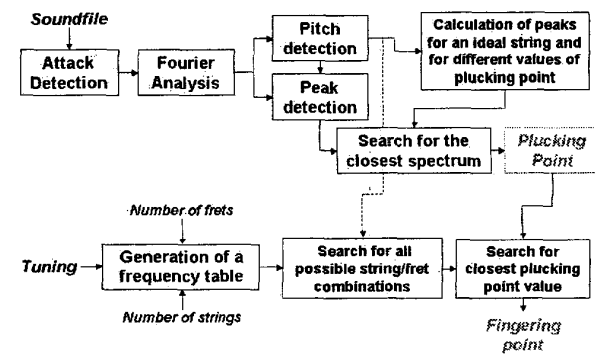 Soundfile
Attack
Detection
Fourier
Analysis
Pitch
detection
Peak
detection
Calculation of peaks
for an ideal string and
for different values of
plucking point
Search for the
closest spectrum
Plucking
Point
Number of frets
Tuning
Generation of a
frequency table
Number of strings
Search for all
possible string/fret
combinations
Search for
closest plucking
point value
Fingering
point